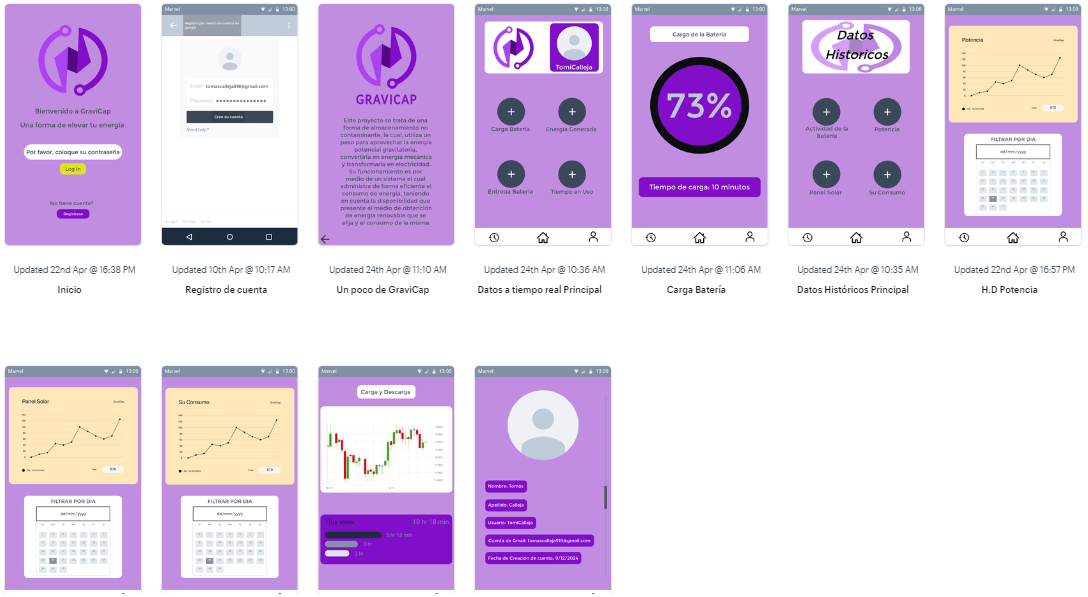 Bienvenido a GraviCap
Una forma de elevar tu energía
Por favor, coloque su contraseña
Log in
No tiene cuenta?
Registrese
Updated 22nd Apr @ 16:38 PM
Inicio
Marvel
13:00
Registro por medio de cuenta de google
Email
tomascalleja998@gmail.com
Password
Cree su cuenta
Need help?
Google Privacy Terms
Updated 10th Apr @ 10:17 AM
Registro de cuenta
GRAVICAP
Este proyecto se trata de una
forma de almacenamiento no
contaminante, la cual, utiliza un
peso para aprovechar la energía
potencial gravitatoria,
convertirla en energía mecánica
y transformarla en electricidad.
Su funcionamiento es por
medio de un sistema el cual
administra de forma eficiente el
consumo de energía, teniendo
en cuenta la disponibilidad que
presente el medio de obtención
de energía renovable que se
elija y el consumo de la misma.
Updated 24th Apr @ 11:10 AM
Un poco de GraviCap
Marvel
13:00
TomiCalleja
Carga Batería
Energía Generada
Entrega Batería
Tiempo en Uso
Updated 24th Apr @ 10:36 AM
Datos a tiempo real Principal
Marvel
13:00
Carga de la Batería
73%
Tiempo de carga: 10 minutos
Updated 24th Apr @ 11:06 AM
Carga Batería
Marvel
13:00
Datos
Historicos
Actividad de la
Batería
Potencia
Panel Solar
Su Consumo
Updated 24th Apr @ 10:35 AM
Datos Históricos Principal
Marvel
13:00
Potencia
GraviCap
FILTRAR POR DIA
dd/mm/yyyy
Updated 22nd Apr @ 16:57 PM
H.D Potencia
Marvel
13:00
Panel Solar
GraviCap
FILTRAR POR DIA
dd/mm/yyyy
Marvel
13:00
Su Consumo
GraviCap
FILTRAR POR DIA
dd/mm/yyyy
Marvel
13:00
Carga y Descarga
This week
10 hr 18 min
5 hr 18 min
3 hr
2 hr
Marvel
13:00
Nombre: Tomas
Apellido: Calleja
Usuario: TomiCalleja
Cuenta de Email: tomascalleja998@gmail.com
Fecha de Creación de cuenta: 9/12/2024